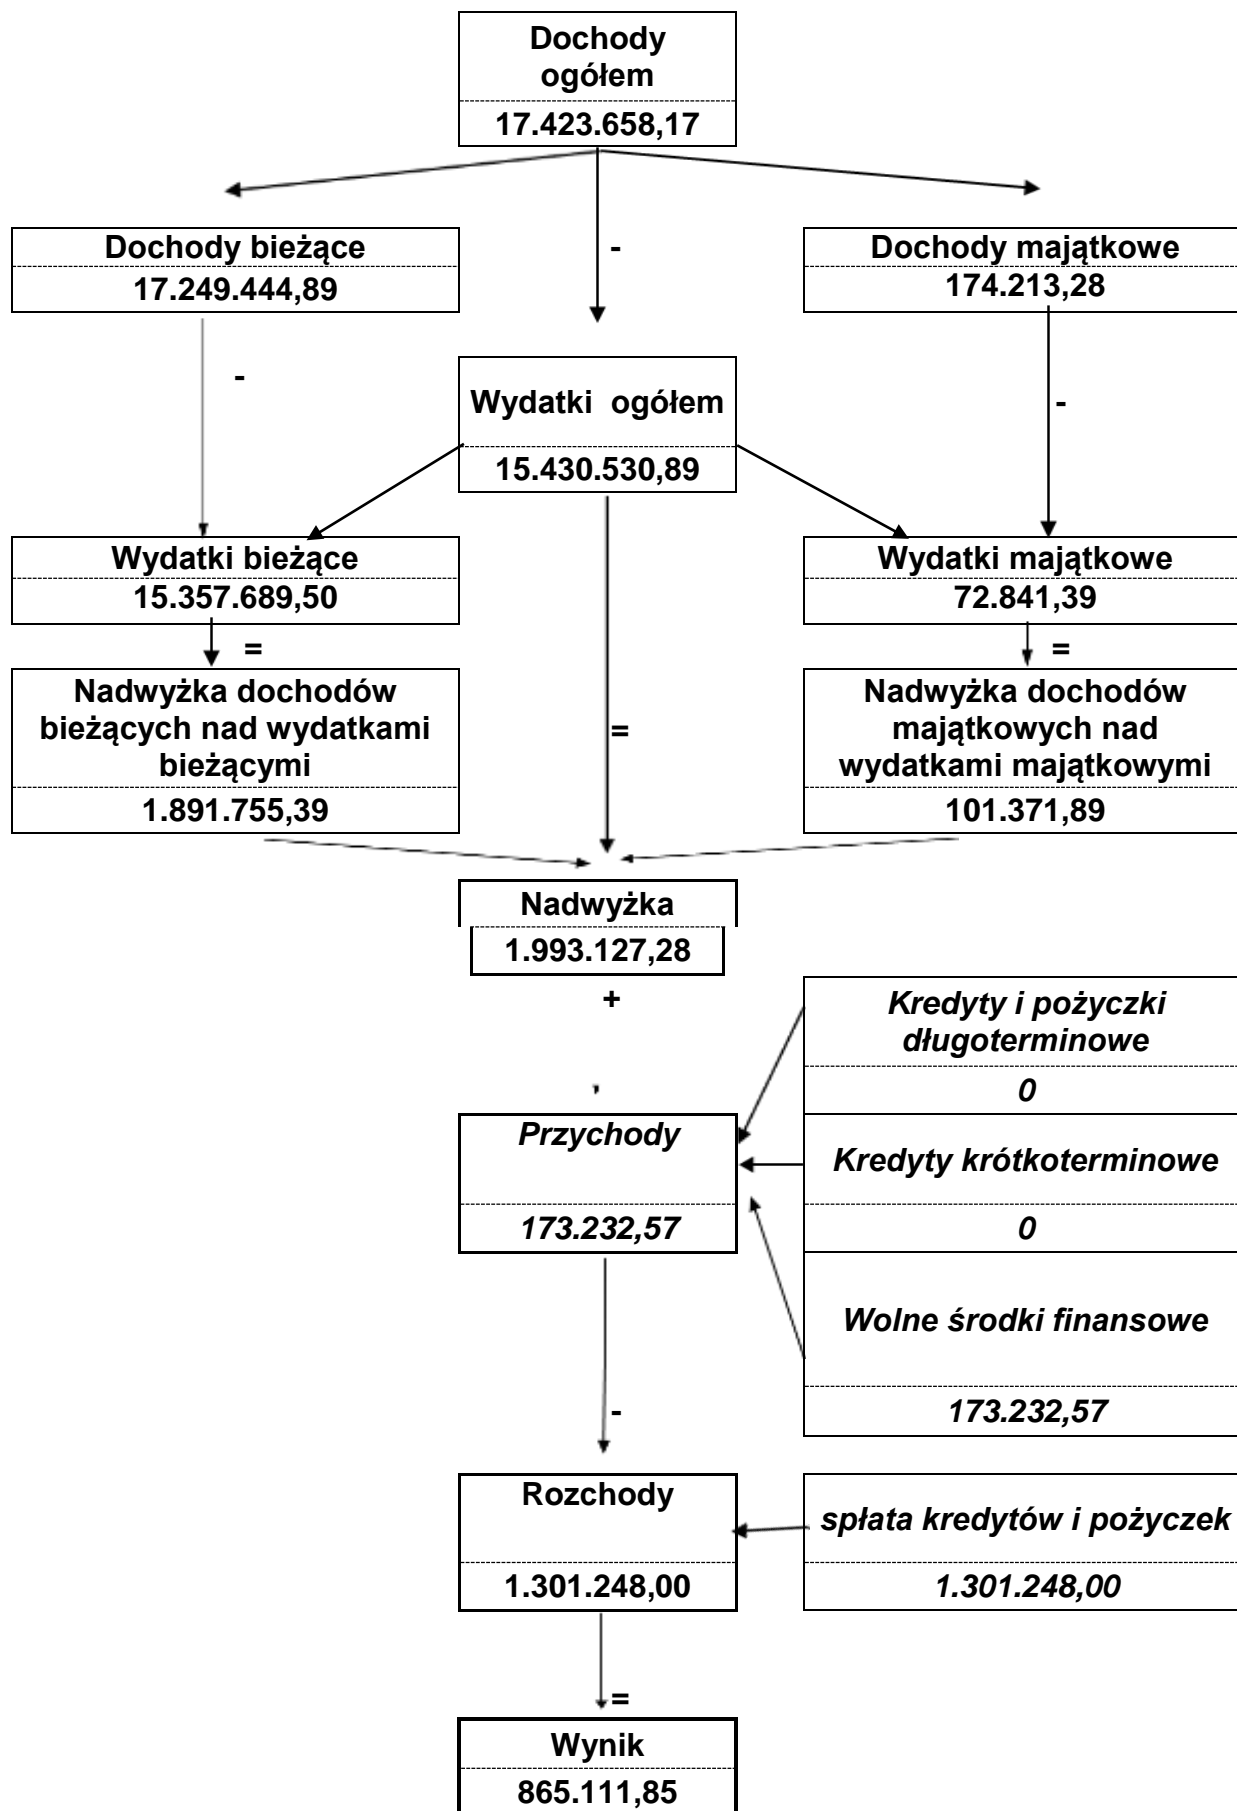 Dochody
ogółem
17.423.658,17
Dochody bieżące
17.249.444,89
-
Dochody majątkowe
174.213,28
-
Wydatki ogółem
15.430.530,89
-
Wydatki bieżące
15.357.689,50
=
Wydatki majątkowe
72.841,39
=
Nadwyżka dochodów
bieżących nad wydatkami
bieżącymi
1.891.755,39
=
Nadwyżka dochodów
majątkowych nad
wydatkami majątkowymi
101.371,89
Nadwyżka
1.993.127,28
+
Kredyty i pożyczki
długoterminowe
0
Przychody
173.232,57
Kredyty krótkoterminowe
0
Wolne środki finansowe
173.232,57
-
Rozchody
1.301.248,00
spłata kredytów i pożyczek
1.301.248,00
=
Wynik
865.111,85